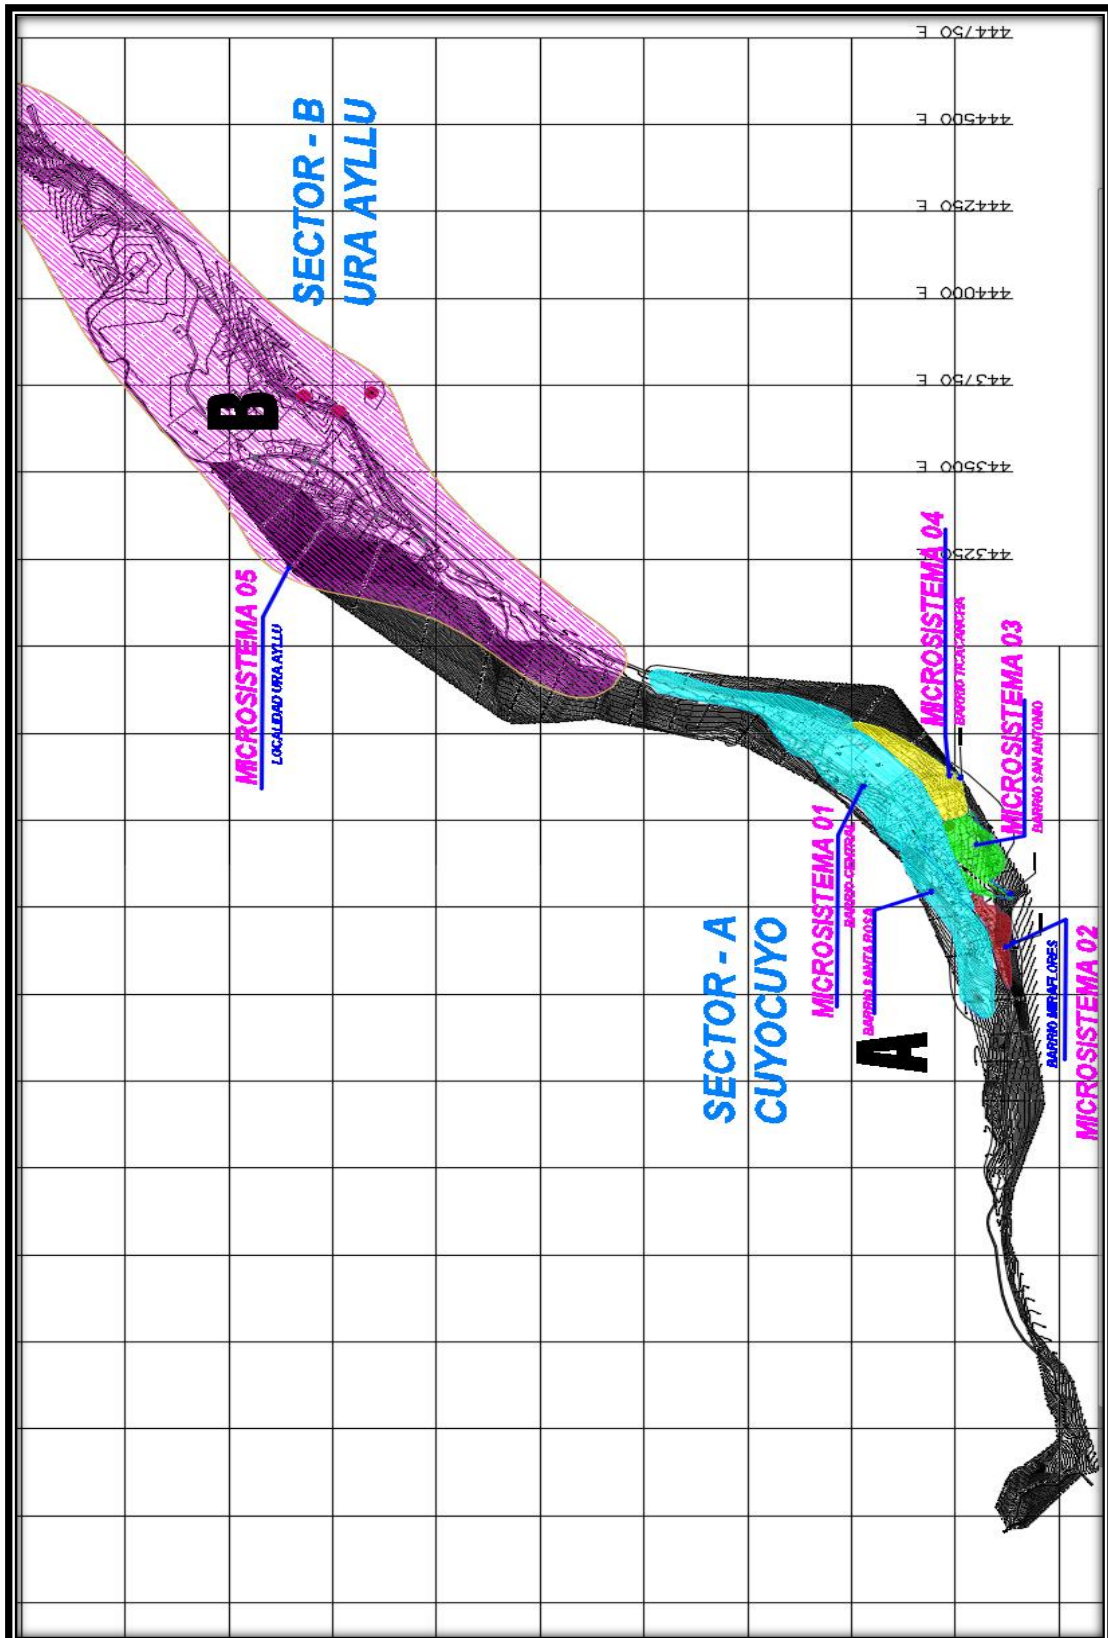 444750 E
444500 E
444250 E
444000 E
443750 E
443500 E
443250 E
SECTOR - B
URA AYLLU
B
MICROSISTEMA 05
LOCALIDAD URA AYLLU
MICROSISTEMA 04
BARRIO TICACANCHA
MICROSISTEMA 03
BARRIO SAN ANTONIO
MICROSISTEMA 01
BARRIO CENTRAL
BARRIO SANTA ROSA
SECTOR - A
CUYOCUYO
A
BARRIO MIRAFLORES
MICROSISTEMA 02